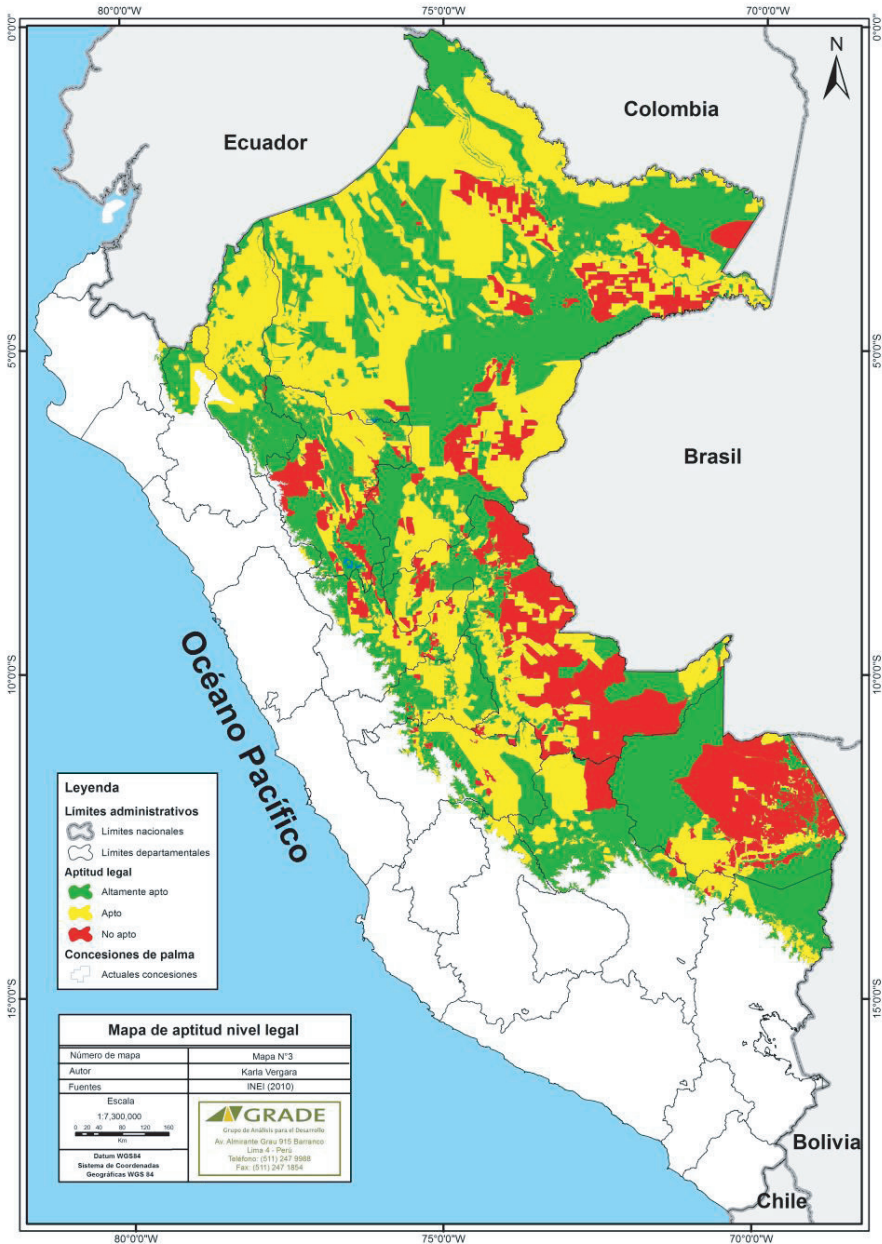 80°0'0"W
75°0'0"W
70°0'0"W
0°0'0"
0°0'0"
N
Colombia
Ecuador
5°0'0"S
5°0'0"S
Brasil
10°0'0"S
10°0'0"S
Océano Pacífico
Leyenda
Límites administrativos
Límites nacionales
Límites departamentales
Aptitud legal
Altamente apto
Apto
No apto
Concesiones de palma
Actuales concesiones
15°0'0"S
15°0'0"S
Mapa de aptitud nivel legal
Número de mapa
Mapa N°3
Autor
Karla Vergara
Fuentes
INEI (2010)
Escala
1:7,300,000
0 20 40 80 120 160
Km
Datum WGS84
Sistema de Coordenadas
Geográficas WGS 84
GRADE
Grupo de Análisis para el Desarrollo
Av. Almirante Grau 915 Barranco
Lima 4 - Perú
Teléfono: (511) 247 9988
Fax: (511) 247 1854
Bolivia
Chile
80°0'0"W
75°0'0"W
70°0'0"W